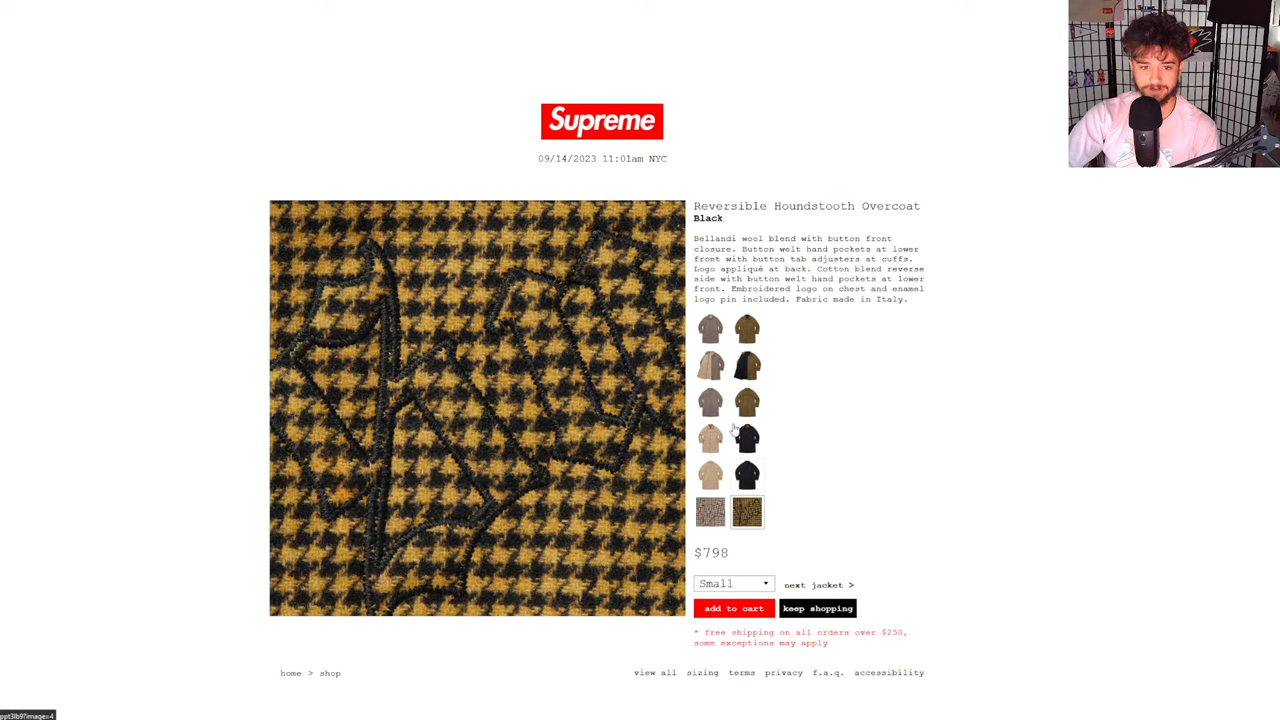 Supreme
09/14/2023 11:01am NYC
Reversible Houndstooth Overcoat
Black
Bellandi wool blend with button front
closure. Button welt hand pockets at lower
front with button tab adjusters at cuffs.
Logo appliqué at back. Cotton blend reverse
side with button welt hand pockets at lower
front. Embroidered logo on chest and enamel
logo pin included. Fabric made in Italy.
$798
Small
next jacket >
add to cart
keep shopping
* free shipping on all orders over $250,
some exceptions may apply
home > shop
view all sizing terms privacy f.a.q. accessibility
ppt3lb9?image=4